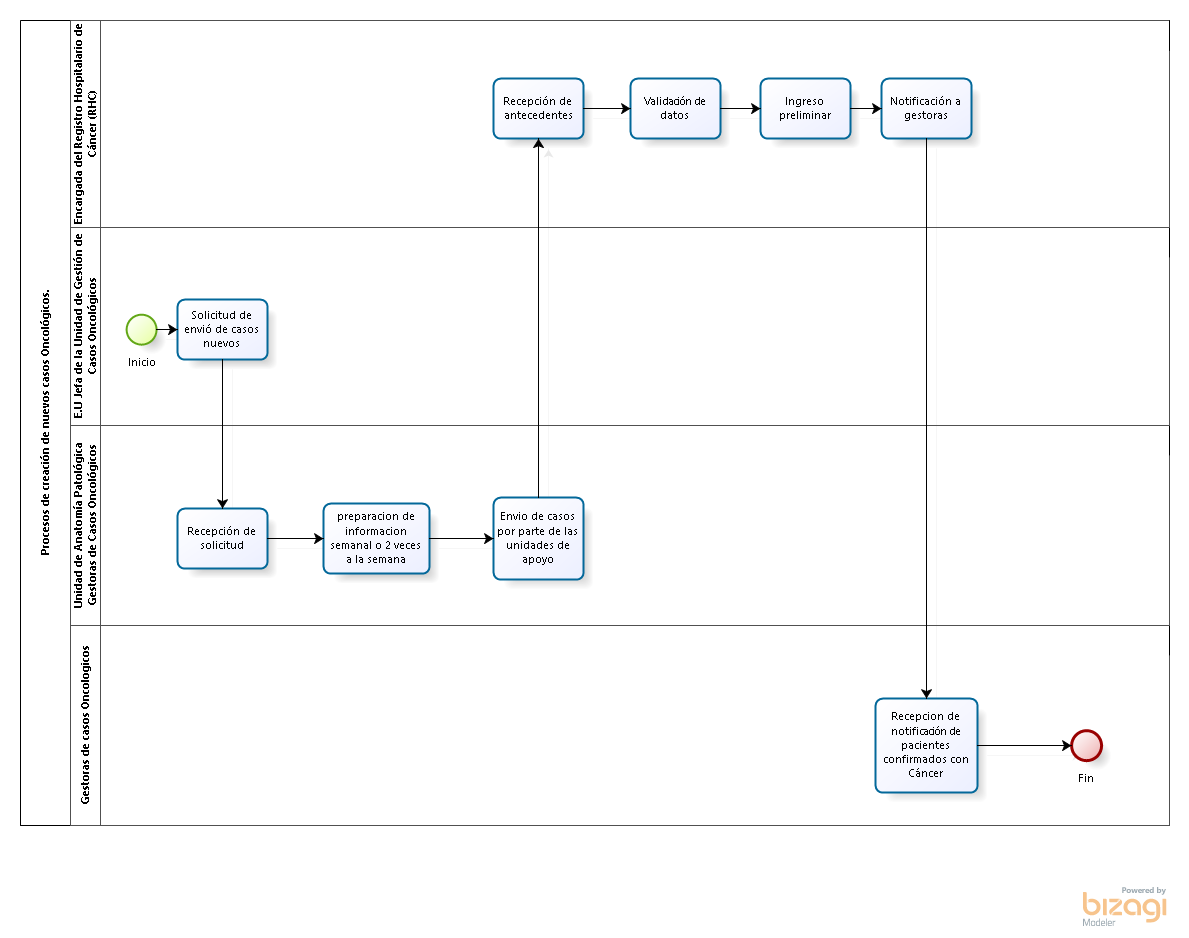 Procesos de creación de nuevos casos Oncológicos.
Encargada del Registro Hospitalario de
Cáncer (RHC)
Recepción de
antecedentes
Validación de
datos
Ingreso
preliminar
Notificación a
gestoras
E.U Jefa de la Unidad de Gestión de
Casos Oncológicos
Inicio
Solicitud de
envió de casos
nuevos
Unidad de Anatomía Patológica
Gestoras de Casos Oncológicos
Recepción de
solicitud
preparacion de
informacion
semanal o 2 veces
a la semana
Envio de casos
por parte de las
unidades de
apoyo
Gestoras de casos Oncologicos
Recepcion de
notificación de
pacientes
confirmados con
Cáncer
Fin
Powered by
bizagi
Modeler